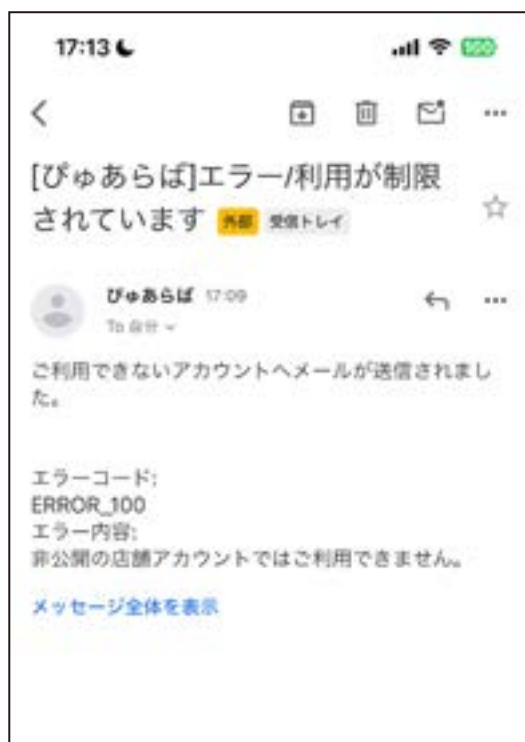 17:13
100
[ぴゅあらば]エラー/利用が制限
されています 外部 受信トレイ
ぴゅあらば 17:09
To 自分
ご利用できないアカウントへメールが送信されまし
た。
エラーコード:
ERROR_100
エラー内容:
非公開の店舗アカウントではご利用できません。
メッセージ全体を表示